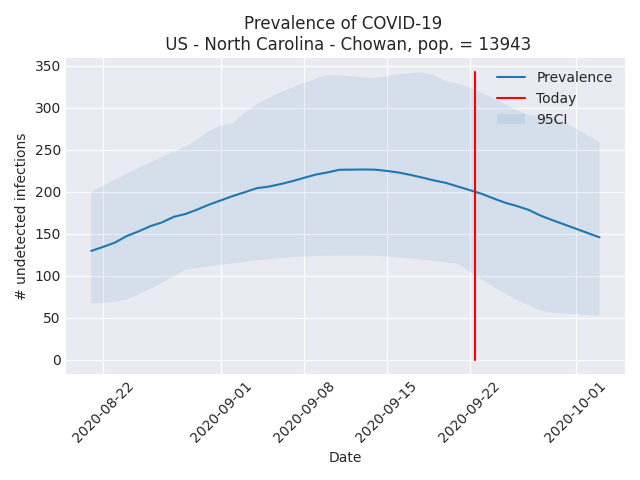 Prevalence of COVID-19
US - North Carolina - Chowan, pop. = 13943
# undetected infections
350
300
250
200
150
100
50
0
Prevalence
Today
95CI
2020-08-22
2020-09-01
2020-09-08
2020-09-15
2020-09-22
2020-10-01
Date